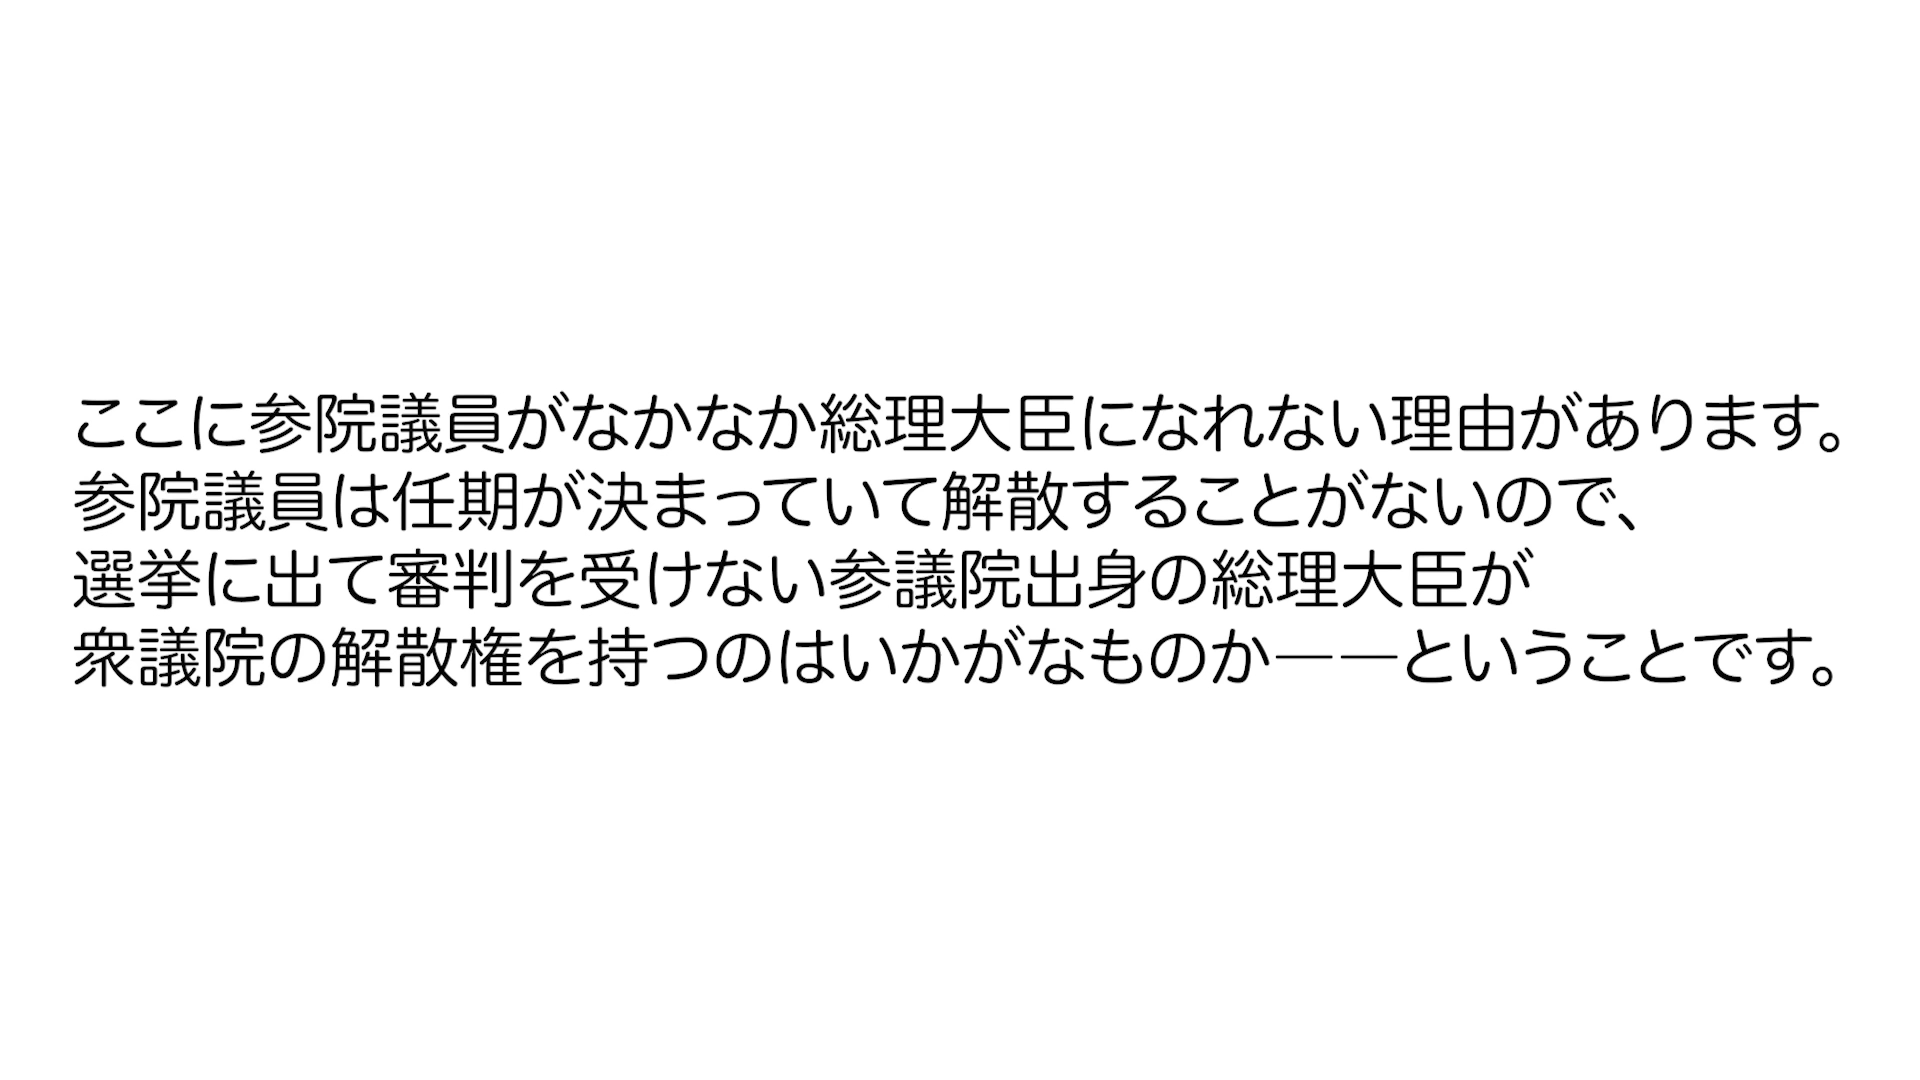 ここに参院議員がなかなか総理大臣になれない理由があります。
参院議員は任期が決まっていて解散することがないので、
選挙に出て審判を受けない参議院出身の総理大臣が
衆議院の解散権を持つのはいかがなものか――ということです。